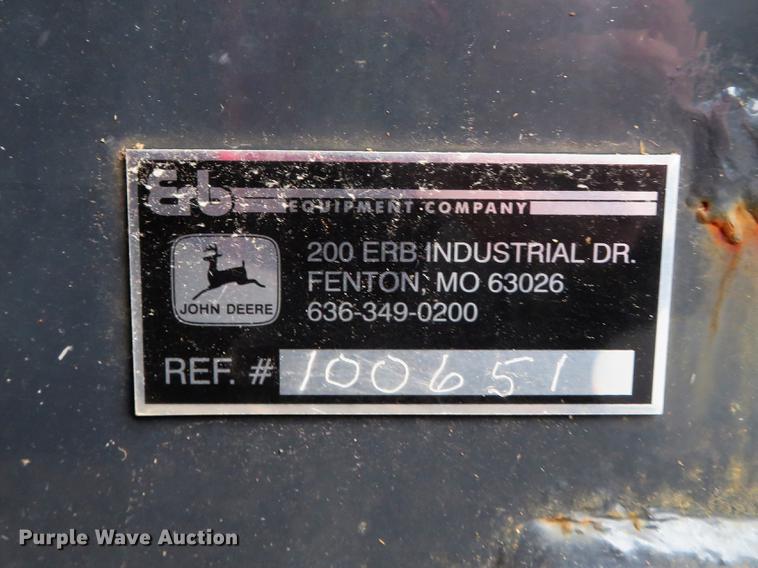 Erb EQUIPMENT COMPANY
JOHN DEERE
200 ERB INDUSTRIAL DR.
FENTON, MO 63026
636-349-0200
REF. # 100651
Purple Wave Auction